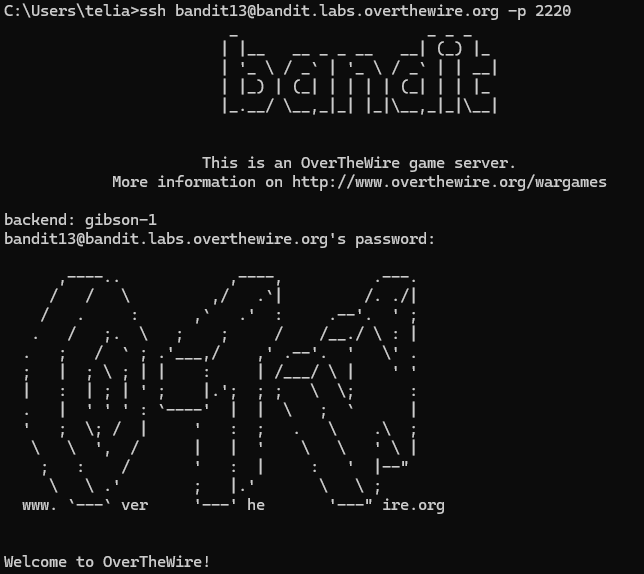 C:\Users\telia>ssh bandit13@bandit.labs.overthewire.org -p 2220
bandit
This is an OverTheWire game server.
More information on http://www.overthewire.org/wargames
backend: gibson-1
bandit13@bandit.labs.overthewire.org's password:
www. ver he ire.org
Welcome to OverTheWire!